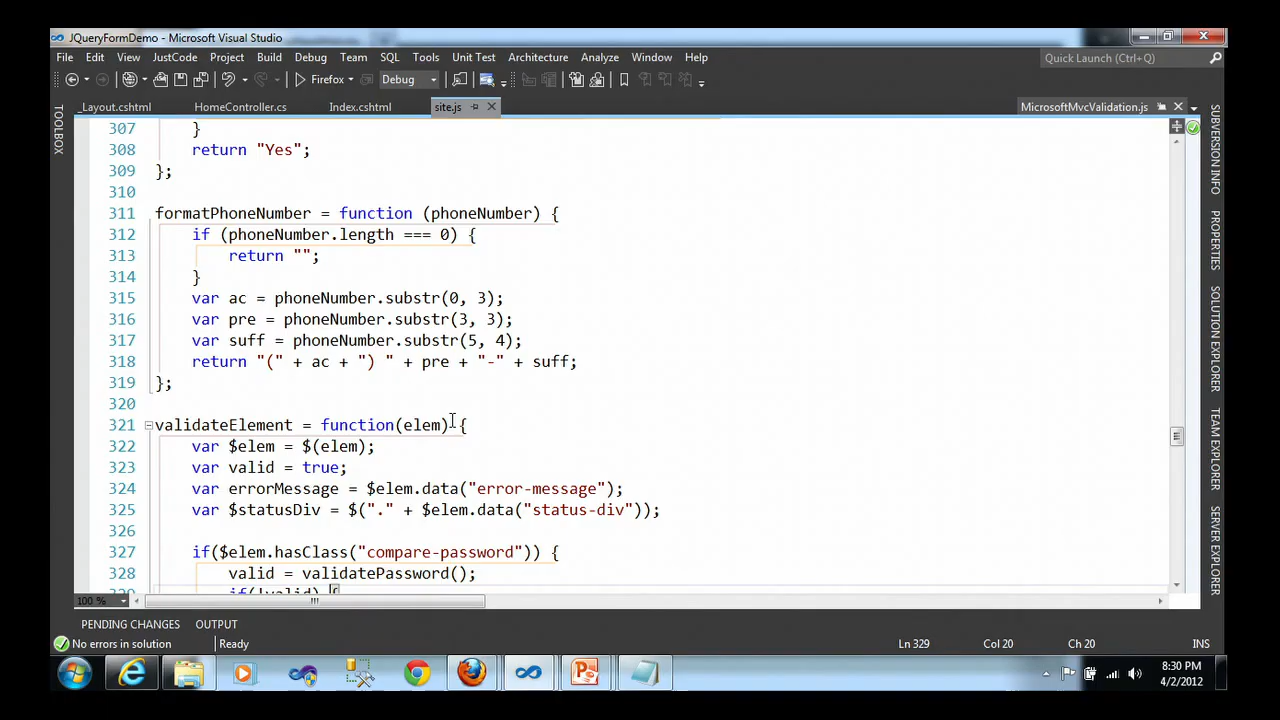 JQueryFormDemo - Microsoft Visual Studio
File Edit View JustCode Project Build Debug Team SQL Tools Unit Test Architecture Analyze Window Help
Quick Launch (Ctrl+Q)
Firefox Debug
_Layout.cshtml HomeController.cs Index.cshtml site.js MicrosoftMvcValidation.js
TOOLBOX
307 }
308 return "Yes";
309 };
310
311 formatPhoneNumber = function (phoneNumber) {
312 if (phoneNumber.length === 0) {
313 return "";
314 }
315 var ac = phoneNumber.substr(0, 3);
316 var pre = phoneNumber.substr(3, 3);
317 var suff = phoneNumber.substr(5, 4);
318 return "(" + ac + ") " + pre + "-" + suff;
319 };
320
321 validateElement = function(elem) {
322 var $elem = $(elem);
323 var valid = true;
324 var errorMessage = $elem.data("error-message");
325 var $statusDiv = $("." + $elem.data("status-div"));
326
327 if($elem.hasClass("compare-password")) {
328 valid = validatePassword();
329 if(!valid) {
100 %
SUBVERSION INFO
PROPERTIES
SOLUTION EXPLORER
TEAM EXPLORER
SERVER EXPLORER
PENDING CHANGES OUTPUT
No errors in solution Ready Ln 329 Col 20 Ch 20 INS
8:30 PM
4/2/2012